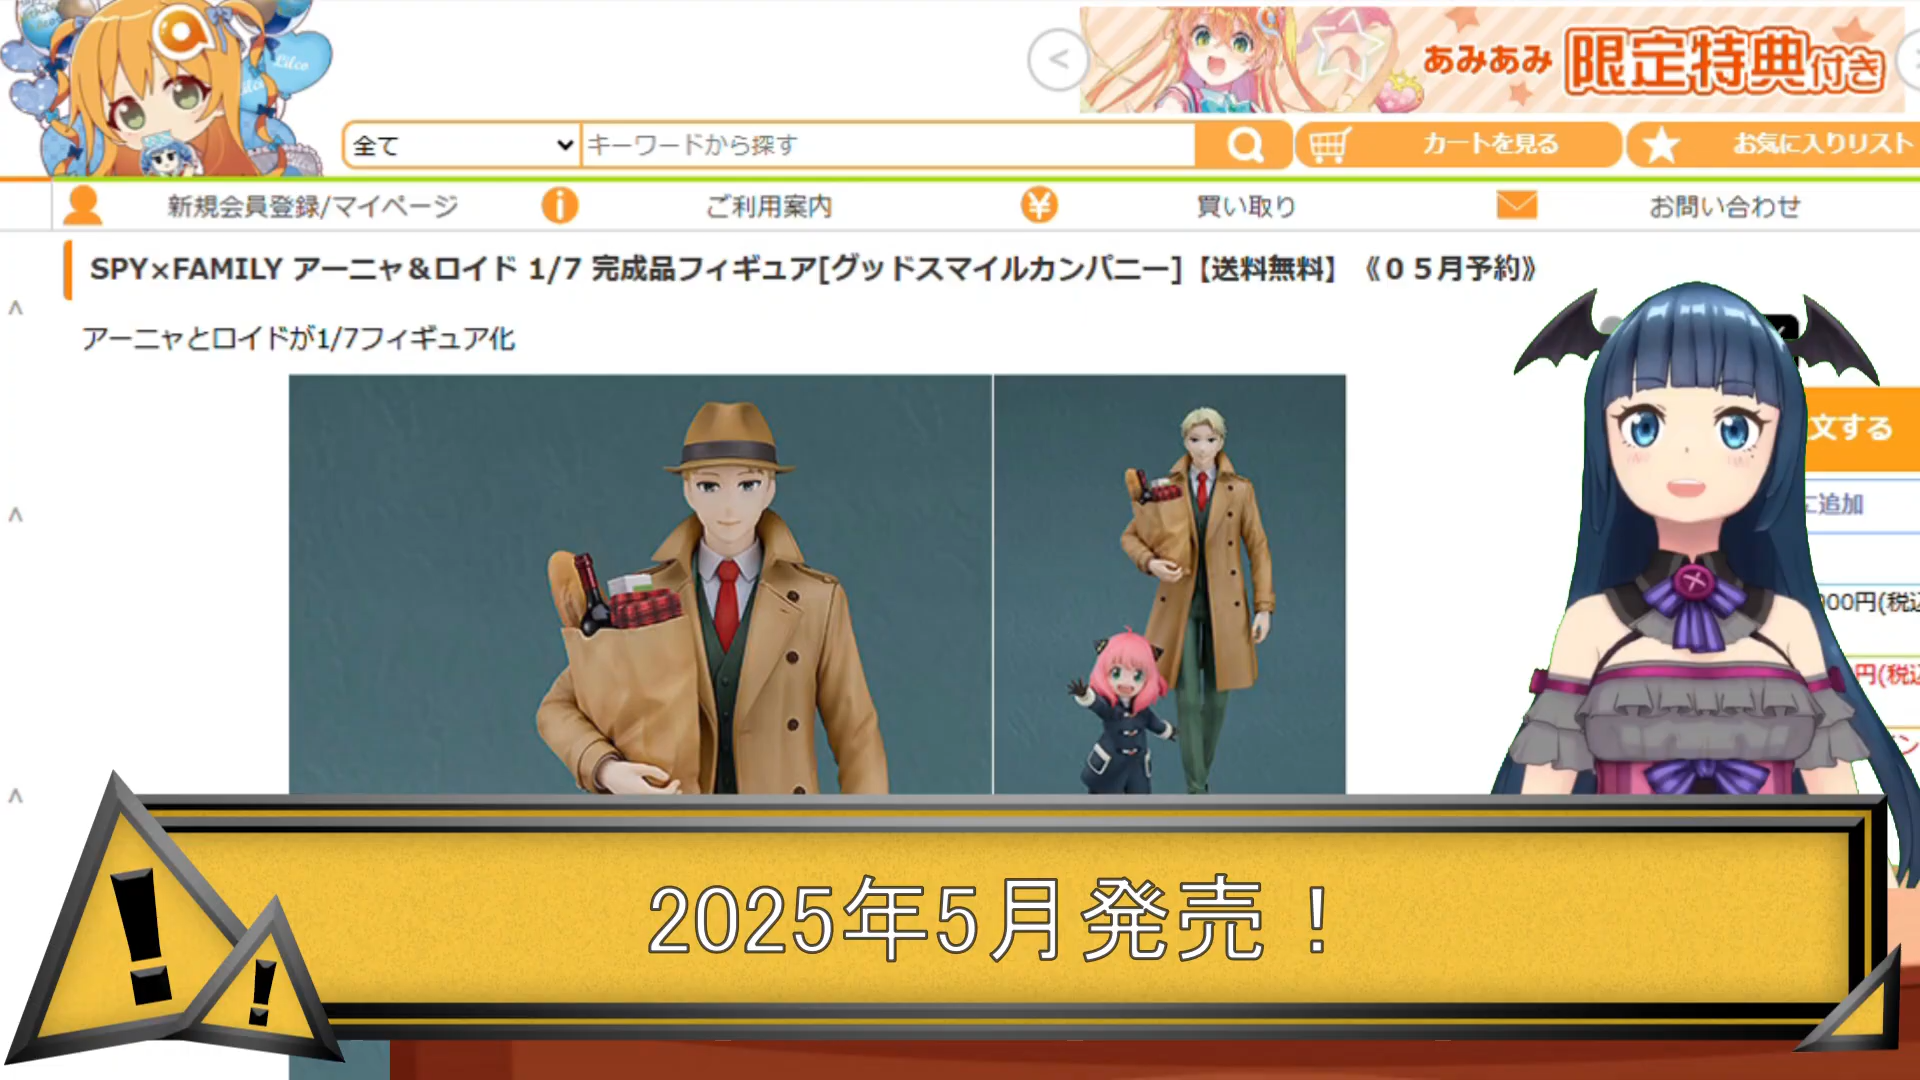 あみあみ 限定特典付き
全て
キーワードから探す
カートを見る
お気に入りリスト
新規会員登録/マイページ
ご利用案内
買い取り
お問い合わせ
SPY×FAMILY アーニャ＆ロイド 1/7 完成品フィギュア[グッドスマイルカンパニー]【送料無料】《０５月予約》
アーニャとロイドが1/7フィギュア化
文する
に追加
000円(税込
円(税込
2025年5月発売！